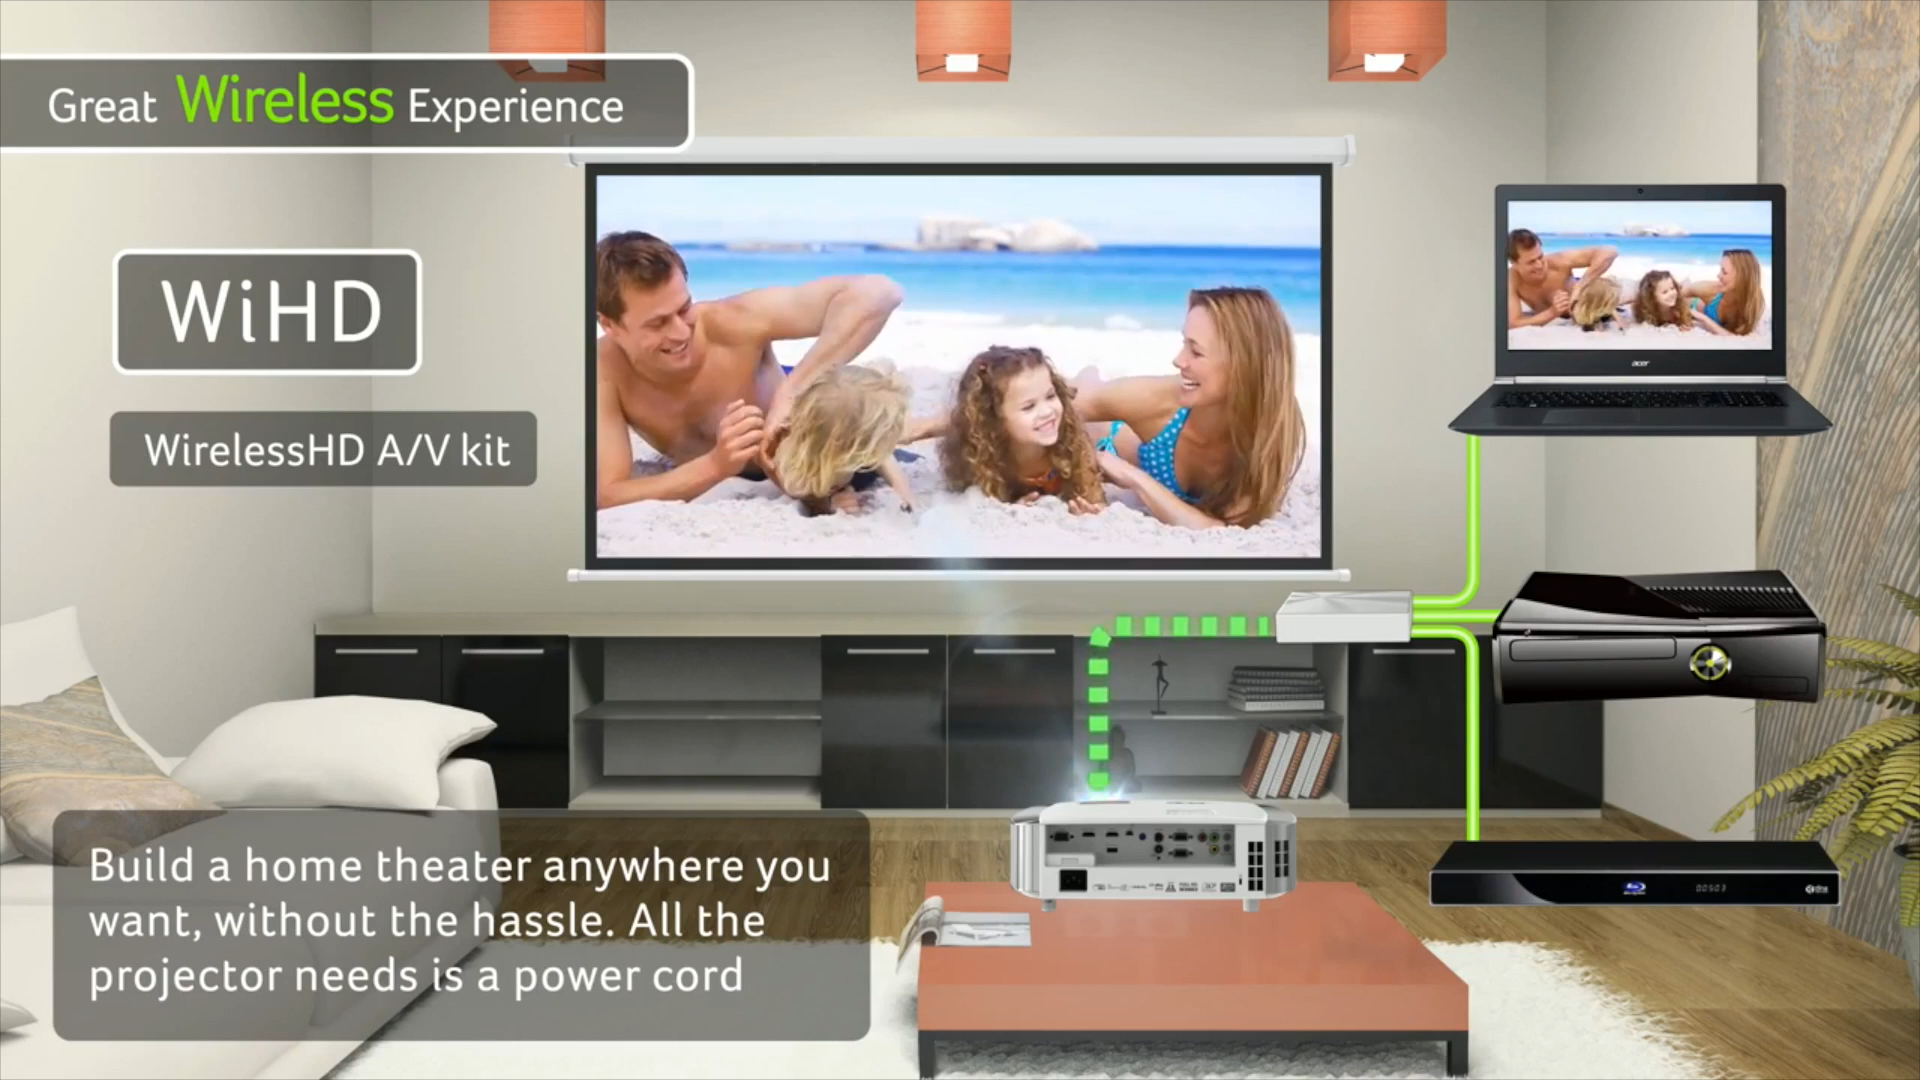 Great Wireless Experience
WiHD
WirelessHD A/V kit
acer
Build a home theater anywhere you
want, without the hassle. All the
projector needs is a power cord